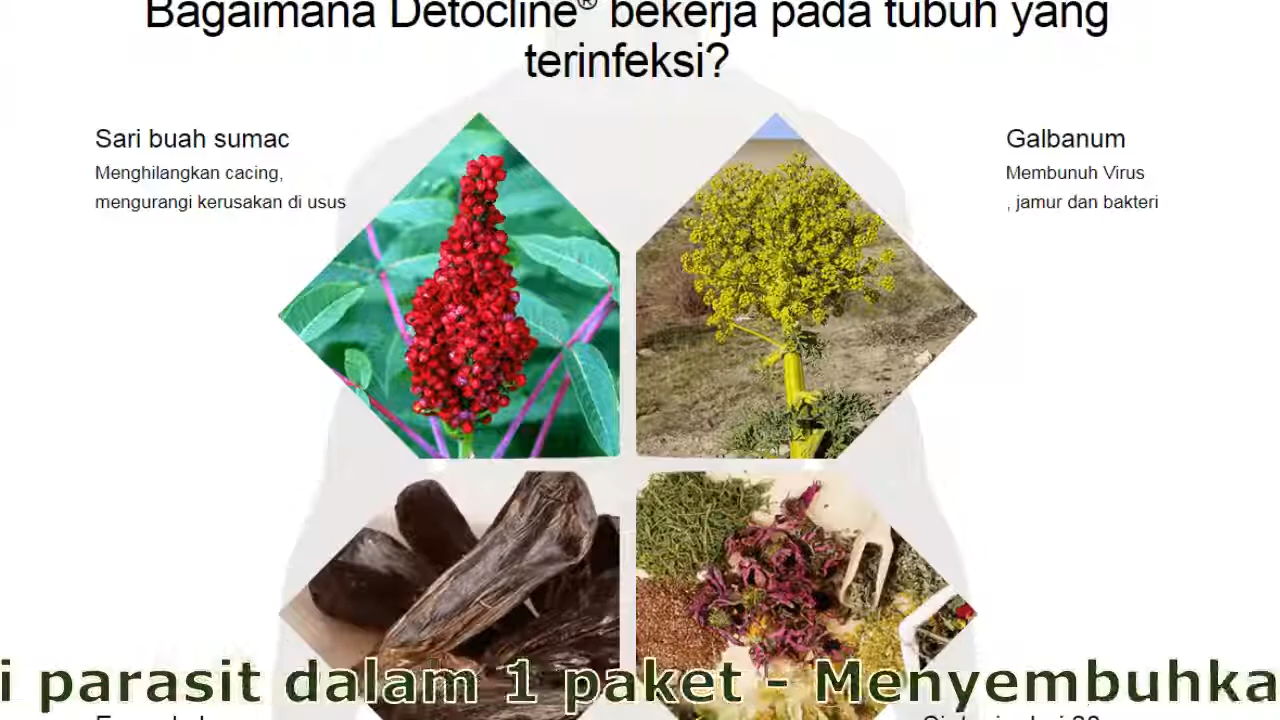 Bagaimana Detocline® bekerja pada tubuh yang
terinfeksi?
Sari buah sumac
Menghilangkan cacing,
mengurangi kerusakan di usus
Galbanum
Membunuh Virus
, jamur dan bakteri
i parasit dalam 1 paket - Menyembuhka